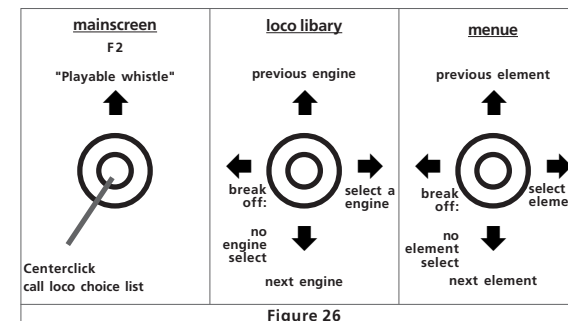 mainscreen
F2
"Playable whistle"
Centerclick
call loco choice list
loco libary
previous engine
break
off:
select a
engine
no
engine
select
next engine
menue
previous element
break
off:
select
no
element
select
next element
Figure 26